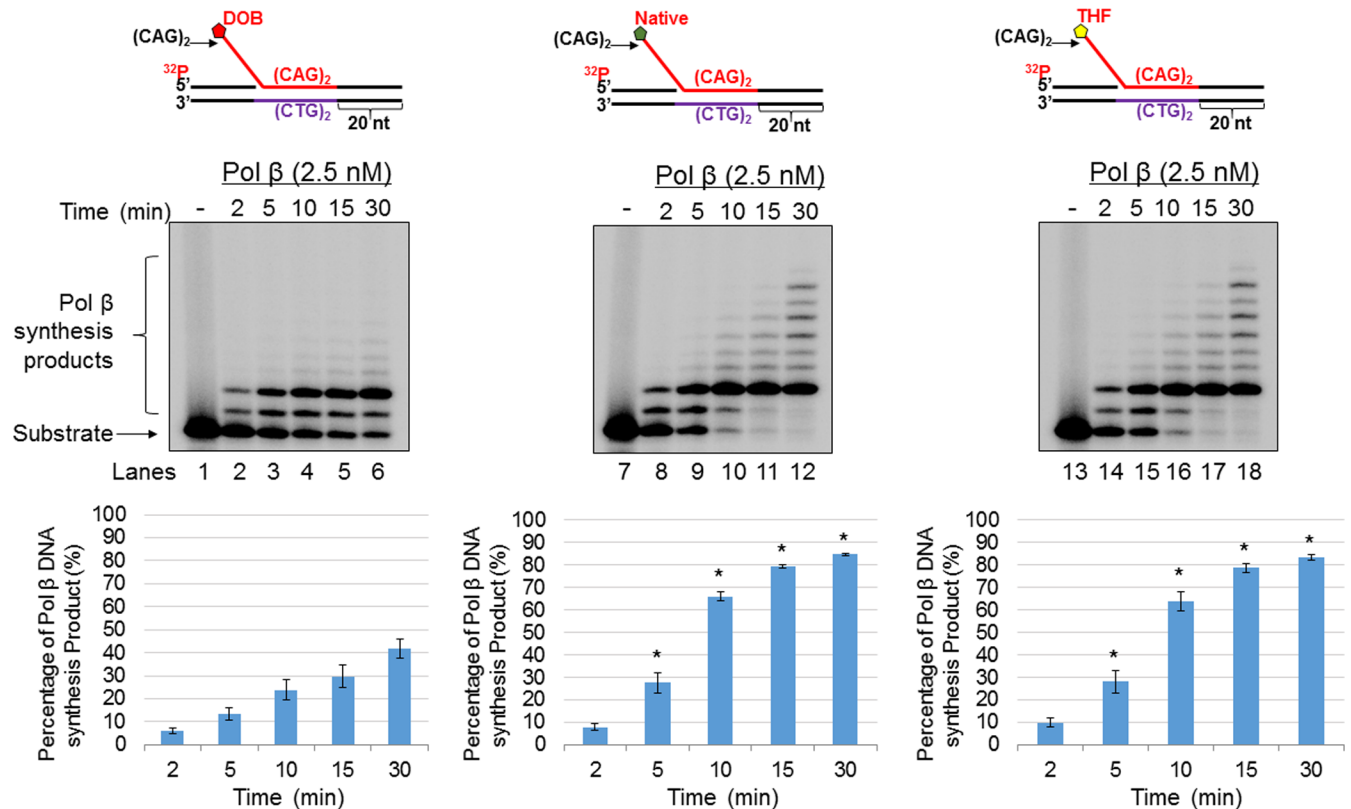 DOB
(CAG)2
32P
5'
(CAG)2
3'
(CTG)2
20 nt
Native
(CAG)2
32P
5'
(CAG)2
3'
(CTG)2
20 nt
THF
(CAG)2
32P
5'
(CAG)2
3'
(CTG)2
20 nt
Pol β (2.5 nM)
Time (min) - 2 5 10 15 30
Pol β
synthesis
products
Substrate
Lanes 1 2 3 4 5 6
Pol β (2.5 nM)
- 2 5 10 15 30
7 8 9 10 11 12
Pol β (2.5 nM)
- 2 5 10 15 30
13 14 15 16 17 18
Percentage of Pol β DNA
synthesis Product (%)
100
90
80
70
60
50
40
30
20
10
0
2 5 10 15 30
Time (min)
Percentage of Pol β DNA
synthesis Product (%)
100
90
80
70
60
50
40
30
20
10
0
* * * *
2 5 10 15 30
Time (min)
Percentage of Pol β DNA
synthesis Product (%)
100
90
80
70
60
50
40
30
20
10
0
* * * *
2 5 10 15 30
Time (min)